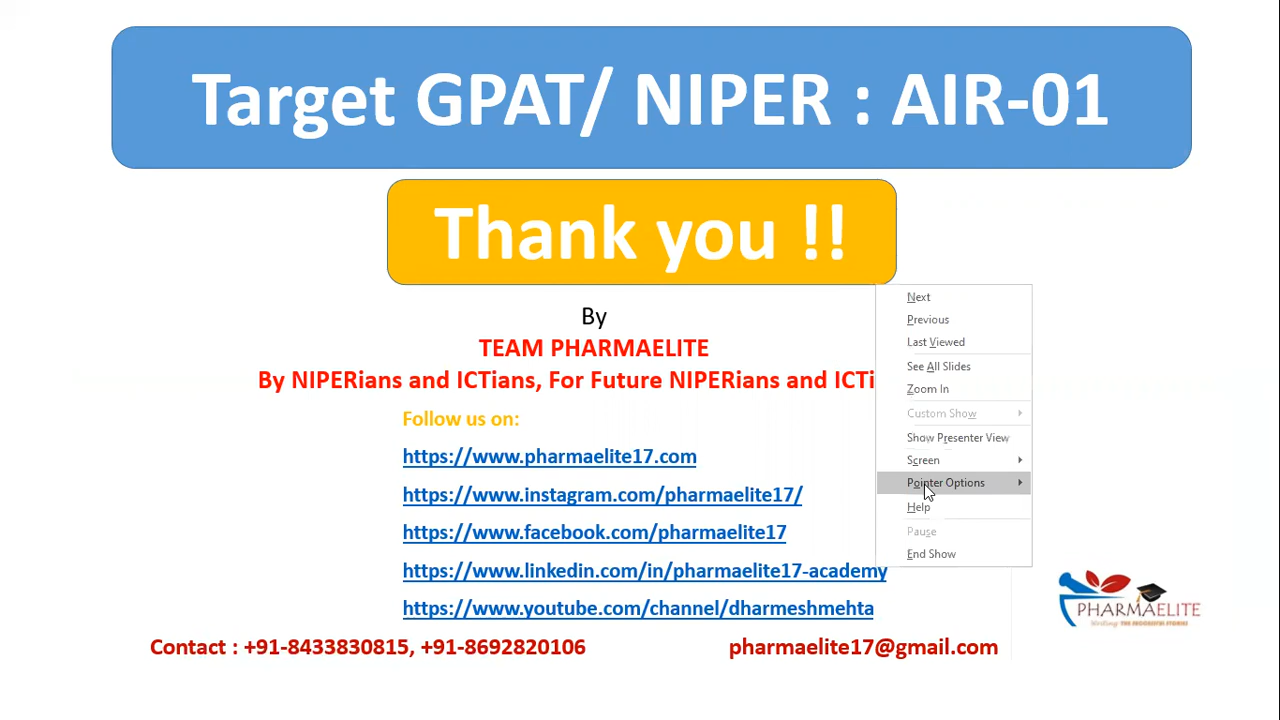 Target GPAT/ NIPER : AIR-01
Thank you !!
By
TEAM PHARMAELITE
By NIPERians and ICTians, For Future NIPERians and ICTi
Follow us on:
https://www.pharmaelite17.com
https://www.instagram.com/pharmaelite17/
https://www.facebook.com/pharmaelite17
https://www.linkedin.com/in/pharmaelite17-academy
https://www.youtube.com/channel/dharmeshmehta
Contact : +91-8433830815, +91-8692820106
pharmaelite17@gmail.com
Next
Previous
Last Viewed
See All Slides
Zoom In
Custom Show
Show Presenter View
Screen
Pointer Options
Help
Pause
End Show
PHARMAELITE
Writing: THE SUCCESSFUL STORIES